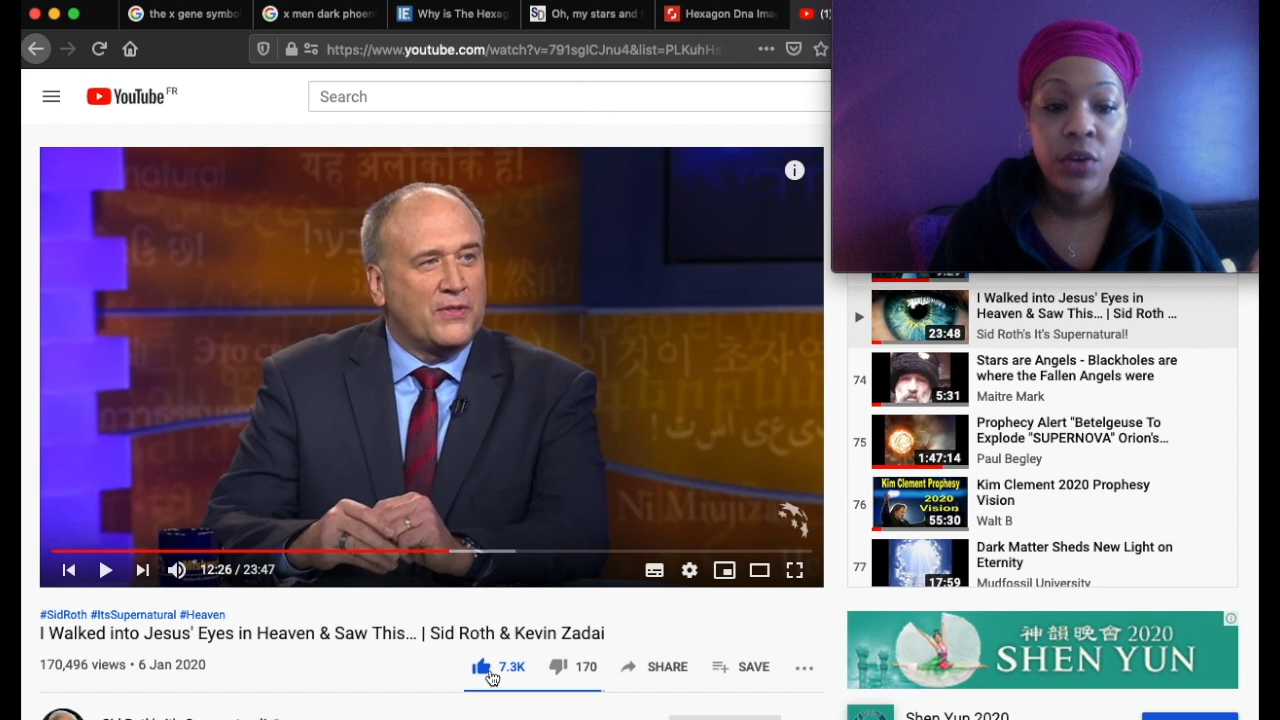 the x gene symbo
x men dark phoen
Why is The Hexag
Oh, my stars and
Hexagon Dna Ima
(1)
https://www.youtube.com/watch?v=791sglCJnu4&list=PLKuhHs
YouTube FR
Search
natural
यह अलौकिक है!
23:48
I Walked into Jesus' Eyes in
Heaven & Saw This... | Sid Roth ...
Sid Roth's It's Supernatural!
74
5:31
Stars are Angels - Blackholes are
where the Fallen Angels were
Maitre Mark
75
1:47:14
Prophecy Alert "Betelgeuse To
Explode "SUPERNOVA" Orion's...
Paul Begley
76
Kim Clement Prophesy
2020
Vision
55:30
Kim Clement 2020 Prophesy
Vision
Walt B
77
17:59
Dark Matter Sheds New Light on
Eternity
Mudfossil University
12:26 / 23:47
#SidRoth #ItsSupernatural #Heaven
I Walked into Jesus' Eyes in Heaven & Saw This... | Sid Roth & Kevin Zadai
170,496 views • 6 Jan 2020
7.3K
170
SHARE
SAVE
神韻晚會 2020
SHEN YUN
Shen Yun 2020